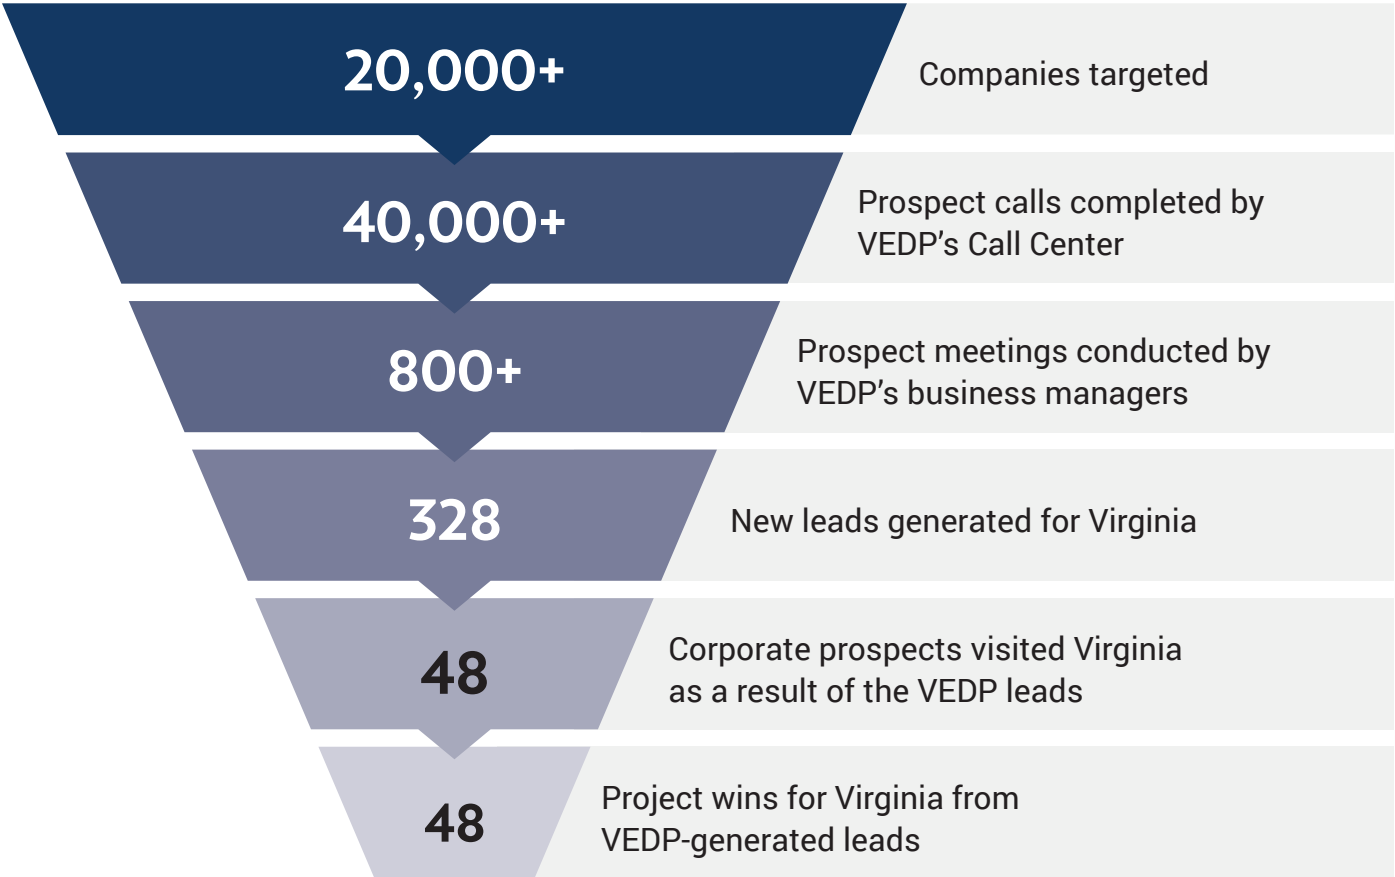 20,000+
Companies targeted
40,000+
Prospect calls completed by
VEDP’s Call Center
800+
Prospect meetings conducted by
VEDP’s business managers
328
New leads generated for Virginia
48
Corporate prospects visited Virginia
as a result of the VEDP leads
48
Project wins for Virginia from
VEDP-generated leads